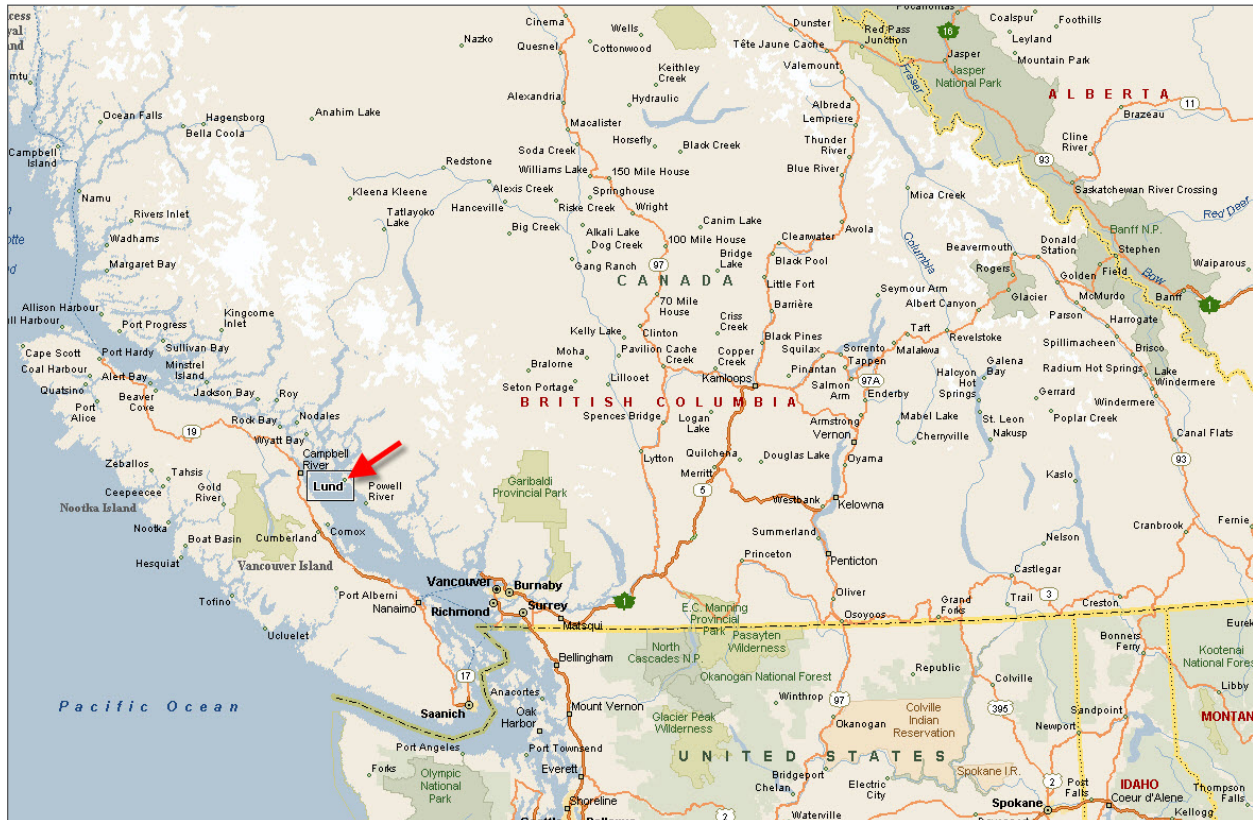 cess
yal
nd
mtu
Cinema
Wells
Nazko
Quesnel
Cottonwood
Keithley
Creek
Alexandria
Hydraulic
Anahim Lake
Ocean Falls
Hagensborg
Bella Coola
Macalister
Horsefly
Black Creek
Soda Creek
Campbell
Island
Redstone
Williams Lake
150 Mile House
Kleena Kleene
Alexis Creek
Springhouse
Namu
Hanceville
Riske Creek
Wright
Tatlayoko
Lake
Rivers Inlet
Big Creek
Alkali Lake
Canim Lake
Wadhams
Dog Creek
100 Mile House
otte
nd
Margaret Bay
Gang Ranch
97
Bridge
Lake
CANADA
Pocahontas
Dunster
Red Pass
Junction
16
Coalspur
Foothills
Leyland
Tête Jaune Cache
Jasper
Mountain Park
Valemount
Fraser
Jasper
National Park
ALBERTA
11
Albreda
Lempriere
Brazeau
Thunder
River
Cline
River
Blue River
93
Mica Creek
Saskatchewan River Crossing
Red Deer
Clearwater
Avola
Columbia
Banff N.P.
Beavermouth
Donald
Station
Stephen
Black Pool
Rogers
Golden
Field
Bow
Waiparous
Little Fort
Seymour Arm
Albert Canyon
Glacier
McMurdo
Banff
1
Allison Harbour
ll Harbour
Port Progress
Kingcome
Inlet
70 Mile
House
Barrière
Taft
Parson
Harrogate
Cape Scott
Port Hardy
Sullivan Bay
Kelly Lake
Clinton
Criss
Creek
Black Pines
Sorrento
Revelstoke
Spillimacheen
Coal Harbour
Alert Bay
Minstrel
Island
Moha
Bralorne
Pavilion
Cache Creek
Copper
Creek
Squilax
Tappen
Malakwa
Brisco
Quatsino
Beaver
Cove
Jackson Bay
Roy
Seton Portage
Lillooet
Kamloops
Pinantan
Salmon
Arm
97A
Enderby
Halcyon
Hot
Springs
Galena
Bay
Radium Hot Springs
Lake
Windermere
Port
Alice
Rock Bay
Nodales
BRITISH COLUMBIA
Gerrard
Windermere
19
Wyatt Bay
Spences Bridge
Logan
Lake
Armstrong
Mabel Lake
St. Leon
Poplar Creek
Vernon
Cherryville
Nakusp
Canal Flats
Zeballos
Tahsis
Campbell
River
Lund
Powell
River
Garibaldi
Provincial Park
Lytton
Quilchena
Douglas Lake
Oyama
Kaslo
93
Ceepeecee
Gold
River
Merritt
5
Nootka Island
Westbank
Kelowna
Nootka
Comox
Summerland
Cranbrook
Fernie
Boat Basin
Cumberland
Nelson
Hesquiat
Vancouver Island
Princeton
Penticton
Castlegar
Tofino
Port Alberni
Vancouver
Burnaby
Trail
3
Creston
Nanaimo
Richmond
Surrey
1
E.C. Manning
Provincial
Park
Oliver
Grand
Forks
Ucluelet
Matsqui
Osoyoos
Pasayten
Wilderness
North
Cascades N.P.
Bonners
Ferry
Eurek
Kootenai
National Fores
Bellingham
Okanogan National Forest
Republic
Colville
17
Libby
Pacific Ocean
Anacortes
Winthrop
97
395
Sandpoint
Saanich
Oak
Harbor
Mount Vernon
Glacier Peak
Wilderness
Okanogan
Colville
Indian
Reservation
Newport
MONTAN
Port Angeles
Port Townsend
UNITED STATES
Forks
Olympic
National
Park
Everett
Bridgeport
Electric
City
Spokane I.R.
2
Post
Falls
IDAHO
Thompson
Falls
Chelan
Shoreline
Spokane
Coeur d'Alene
2
Waterville
Kellogg